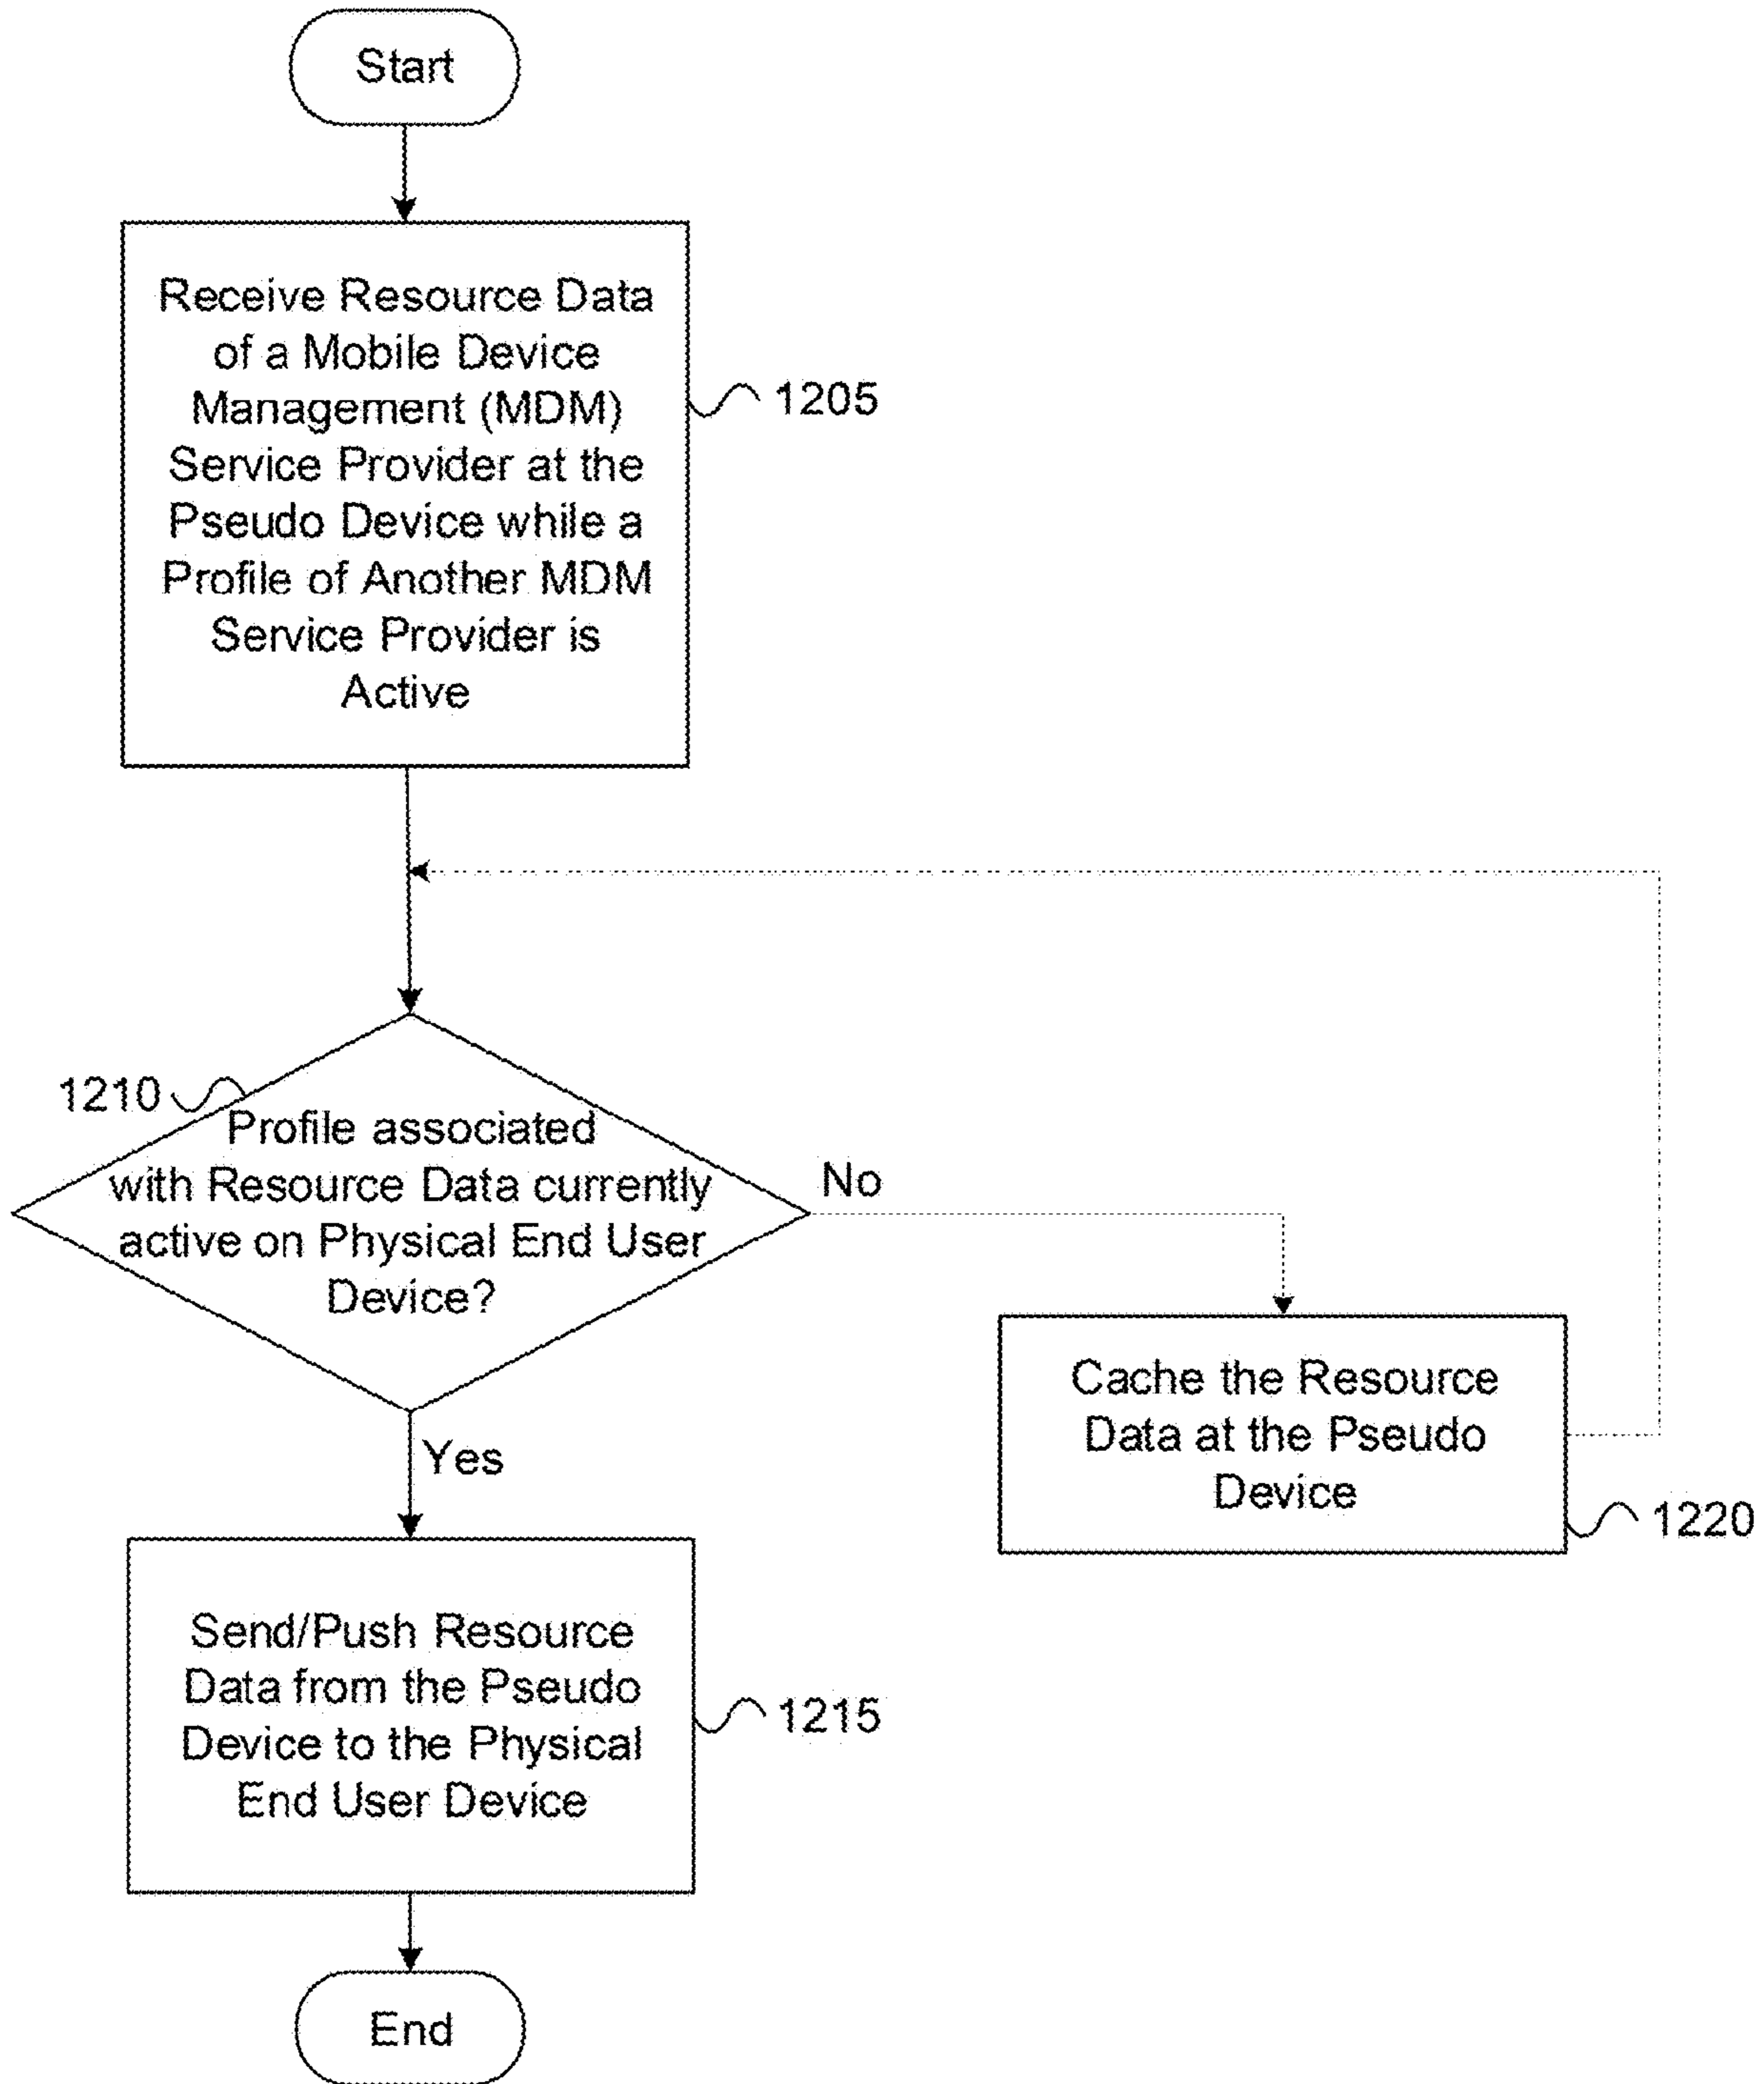 Start
Receive Resource Data
of a Mobile Device
Management (MDM)
Service Provider at the
Pseudo Device while a
Profile of Another MDM
Service Provider is
Active
1205
1210
Profile associated
with Resource Data currently
active on Physical End User
Device?
No
Cache the Resource
Data at the Pseudo
Device
1220
Yes
Send/Push Resource
Data from the Pseudo
Device to the Physical
End User Device
1215
End